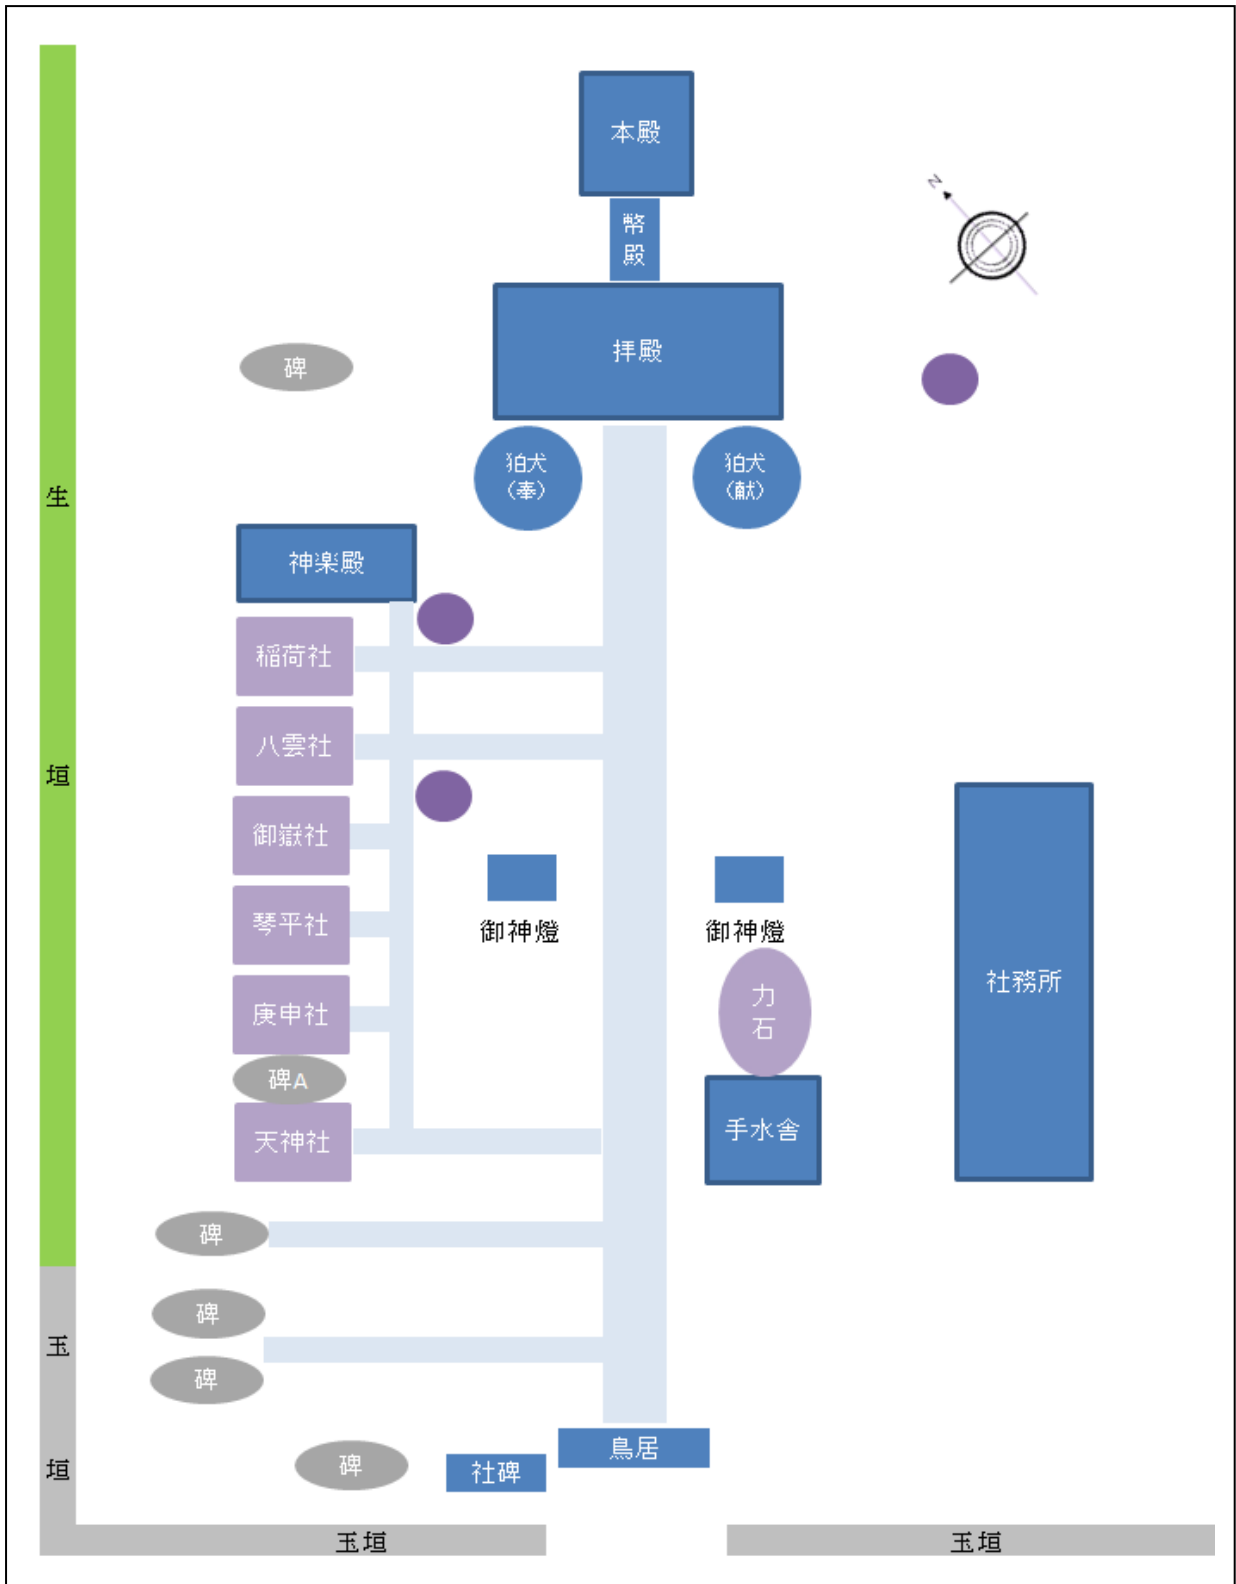 本殿
幣
殿
N
拝殿
碑
狛犬
（奉）
狛犬
（献）
生
垣
神楽殿
稲荷社
八雲社
御嶽社
琴平社
庚申社
碑A
天神社
御神燈
御神燈
力
石
手水舎
社務所
碑
碑
碑
玉
垣
碑
社碑
鳥居
玉垣
玉垣